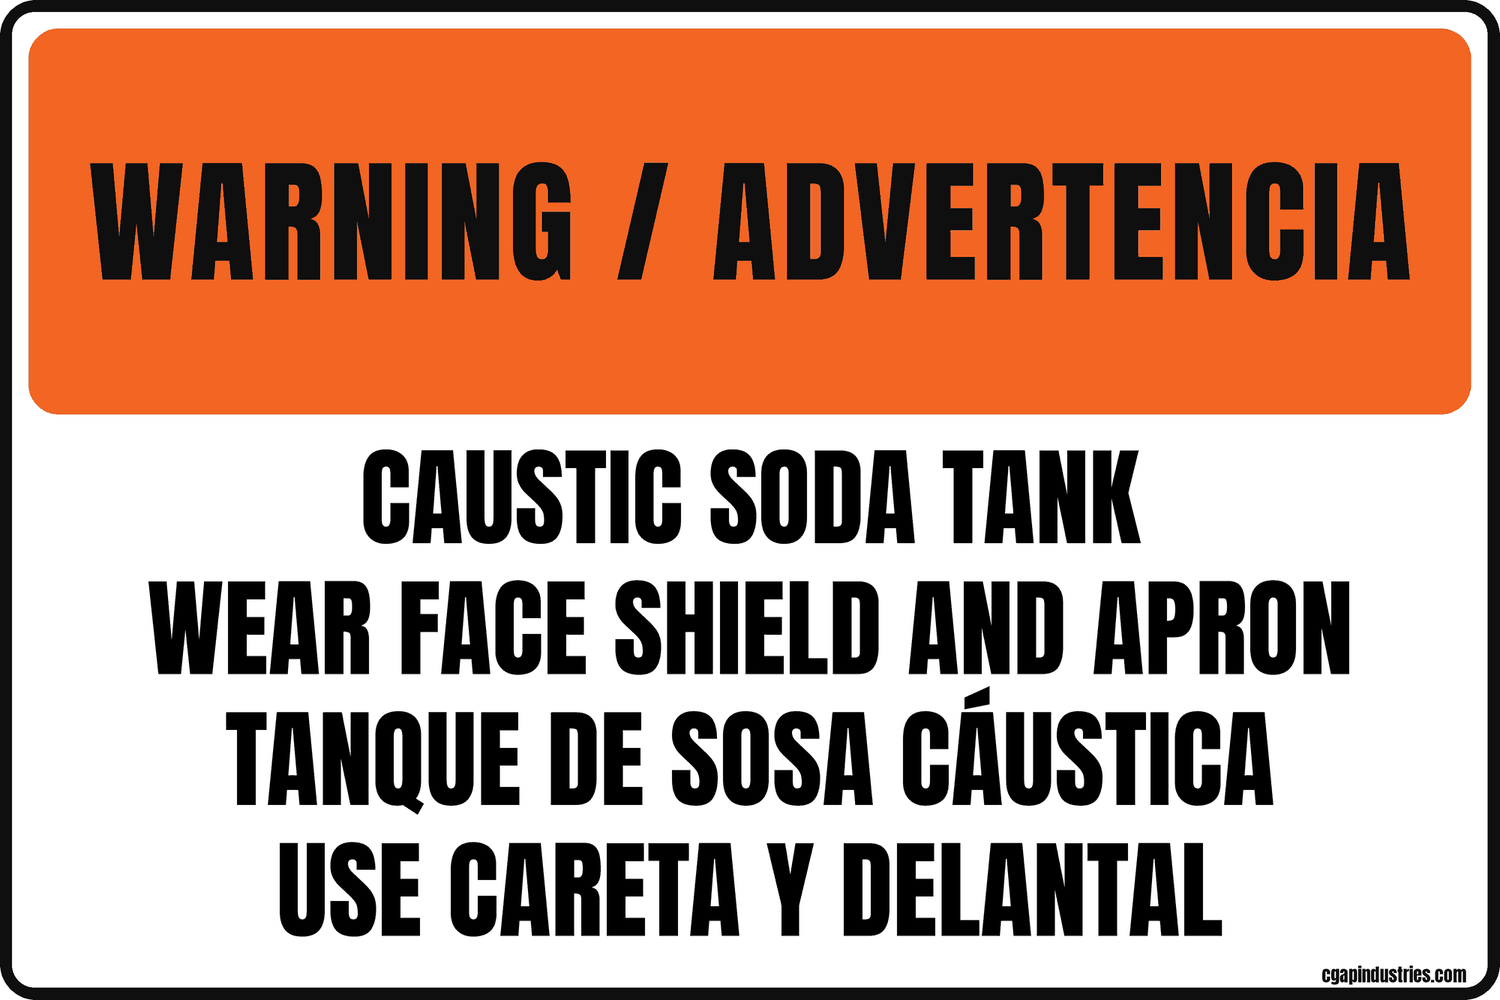 WARNING / ADVERTENCIA
CAUSTIC SODA TANK
WEAR FACE SHIELD AND APRON
TANQUE DE SOSA CÁUSTICA
USE CARETA Y DELANTAL
cgapindustries.com